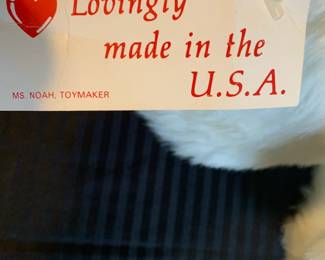 Lovingly
made in the
U.S.A.
MS. NOAH, TOYMAKER